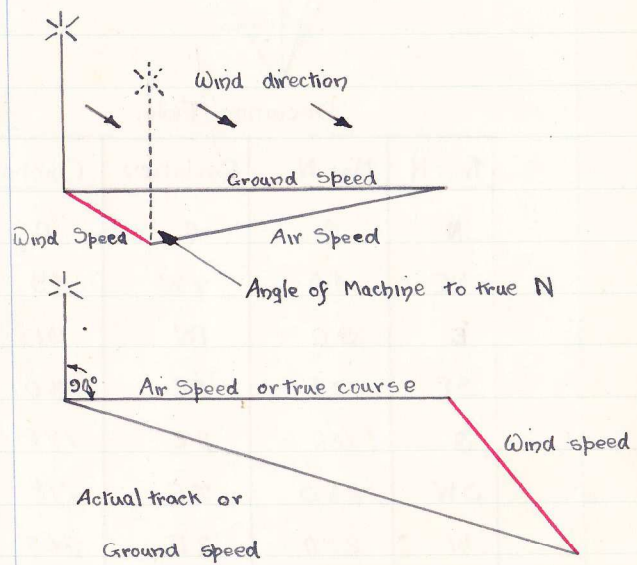 Wind direction
Ground Speed
Wind Speed
Air Speed
Angle of Machine to true N
90°
Air Speed or true course
Wind speed
Actual track or
Ground speed